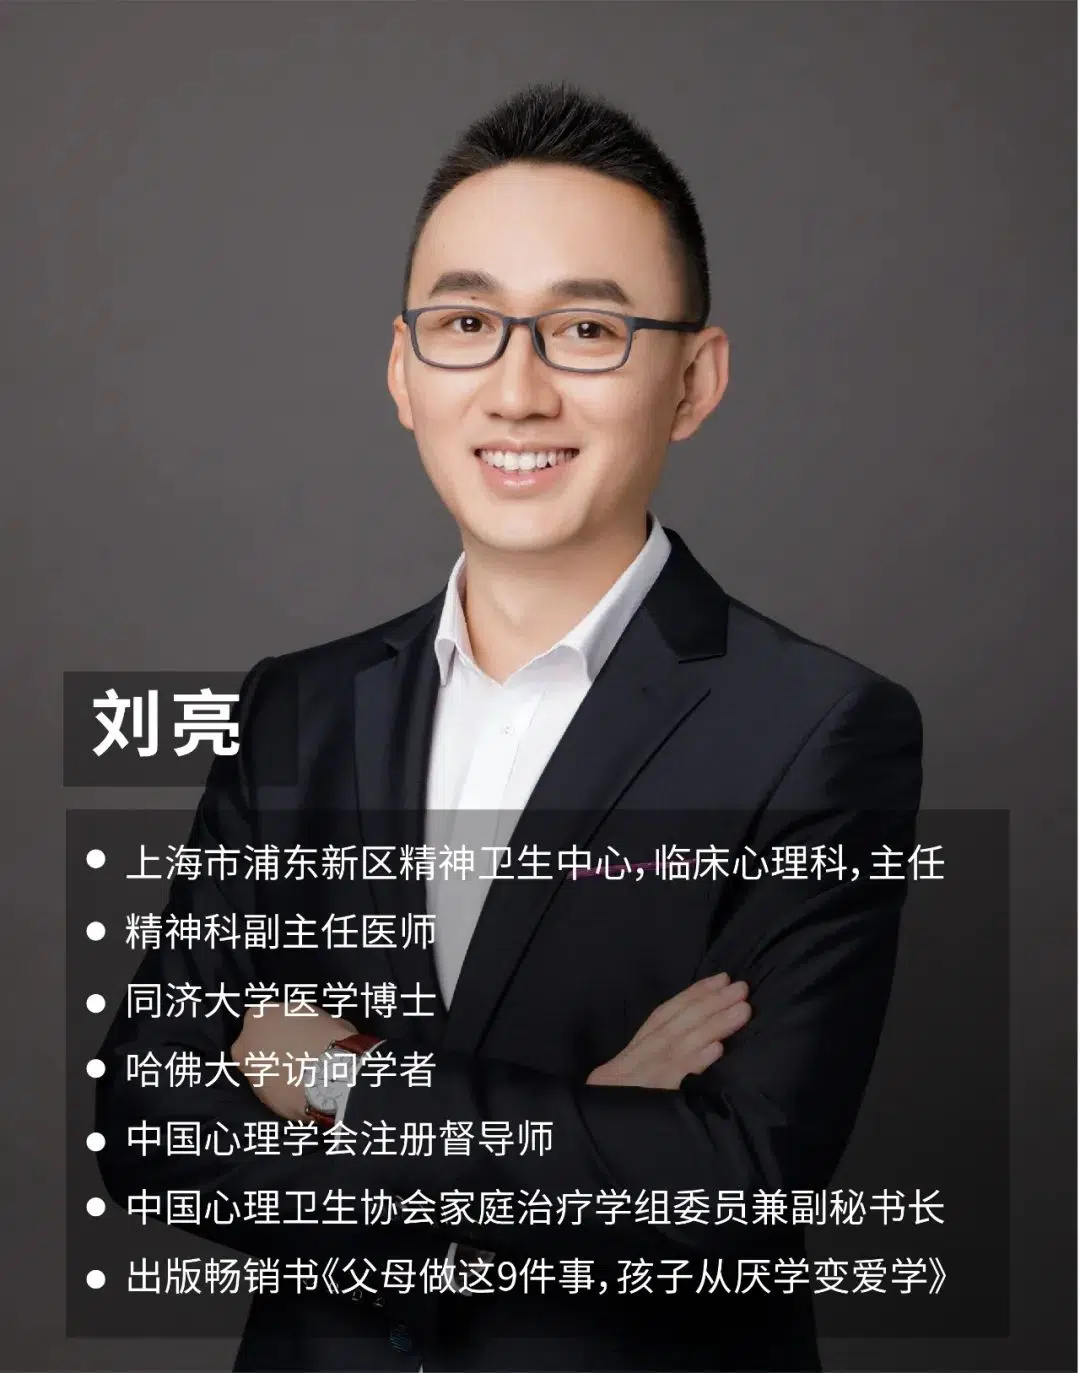 刘亮
上海市浦东新区精神卫生中心，临床心理科，主任
精神科副主任医师
同济大学医学博士
哈佛大学访问学者
中国心理学会注册督导师
中国心理卫生协会家庭治疗学组委员兼副秘书长
出版畅销书《父母做这9件事，孩子从厌学变爱学》